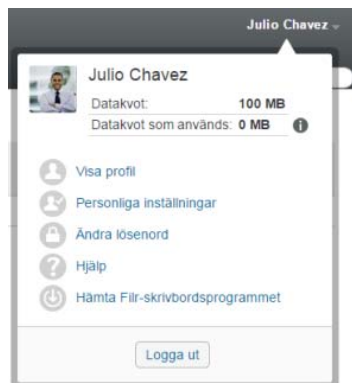 Julio Chavez
Julio Chavez
Datakvot: 100 MB
Datakvot som används: 0 MB
Visa profil
Personliga inställningar
Ändra lösenord
Hjälp
Hämta Filr-skrivbordsprogrammet
Logga ut